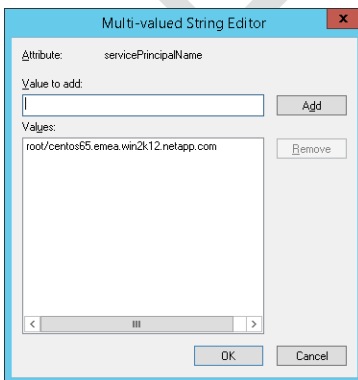 Multi-valued String Editor
x
Attribute: servicePrincipalName
Value to add:
Add
Values:
root/centos65.emea.win2k12.netapp.com
Remove
OK
Cancel